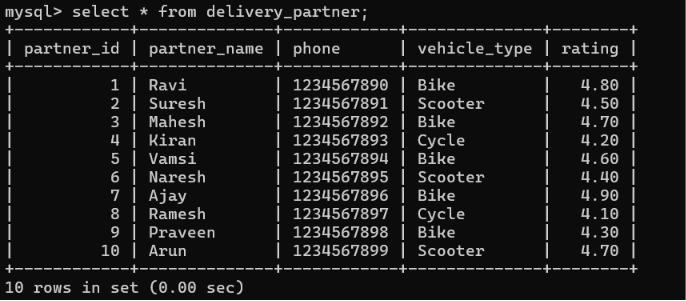 mysql> select * from delivery_partner;
+------------+--------------+------------+--------------+--------+
| partner_id | partner_name | phone      | vehicle_type | rating |
+------------+--------------+------------+--------------+--------+
|          1 | Ravi         | 1234567890 | Bike         |   4.80 |
|          2 | Suresh       | 1234567891 | Scooter      |   4.50 |
|          3 | Mahesh       | 1234567892 | Bike         |   4.70 |
|          4 | Kiran        | 1234567893 | Cycle        |   4.20 |
|          5 | Vamsi        | 1234567894 | Bike         |   4.60 |
|          6 | Naresh       | 1234567895 | Scooter      |   4.40 |
|          7 | Ajay         | 1234567896 | Bike         |   4.90 |
|          8 | Ramesh       | 1234567897 | Cycle        |   4.10 |
|          9 | Praveen      | 1234567898 | Bike         |   4.30 |
|         10 | Arun         | 1234567899 | Scooter      |   4.70 |
+------------+--------------+------------+--------------+--------+
10 rows in set (0.00 sec)